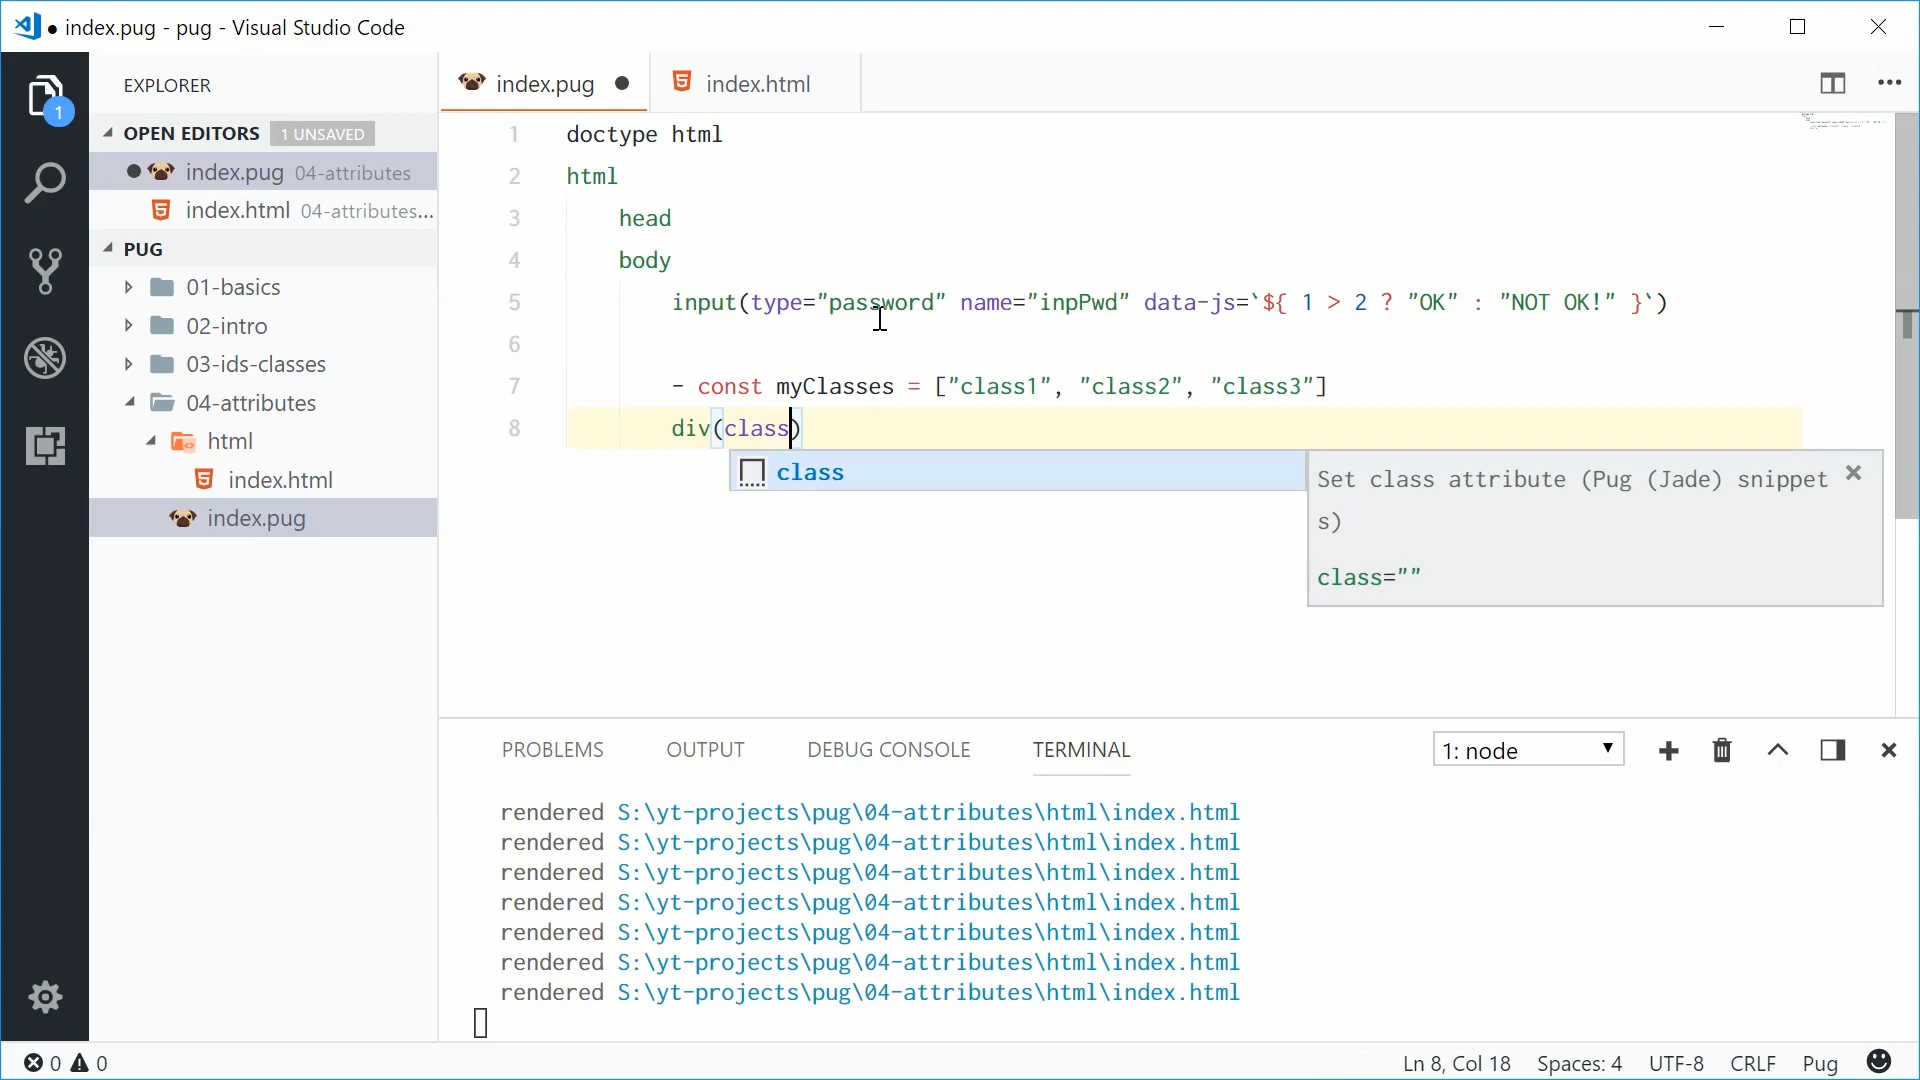 ● index.pug - pug - Visual Studio Code
EXPLORER
OPEN EDITORS 1 UNSAVED
index.pug 04-attributes
index.html 04-attributes...
PUG
01-basics
02-intro
03-ids-classes
04-attributes
html
index.html
index.pug
1
index.pug ●
index.html
1 doctype html
2 html
3 head
4 body
5 input(type="password" name="inpPwd" data-js=`${ 1 > 2 ? "OK" : "NOT OK!" }`)
6
7 - const myClasses = ["class1", "class2", "class3"]
8 div(class)
class
Set class attribute (Pug (Jade) snippet
s)
class=""
PROBLEMS OUTPUT DEBUG CONSOLE TERMINAL 1: node
rendered S:\yt-projects\pug\04-attributes\html\index.html
rendered S:\yt-projects\pug\04-attributes\html\index.html
rendered S:\yt-projects\pug\04-attributes\html\index.html
rendered S:\yt-projects\pug\04-attributes\html\index.html
rendered S:\yt-projects\pug\04-attributes\html\index.html
rendered S:\yt-projects\pug\04-attributes\html\index.html
rendered S:\yt-projects\pug\04-attributes\html\index.html
0 0 Ln 8, Col 18 Spaces: 4 UTF-8 CRLF Pug